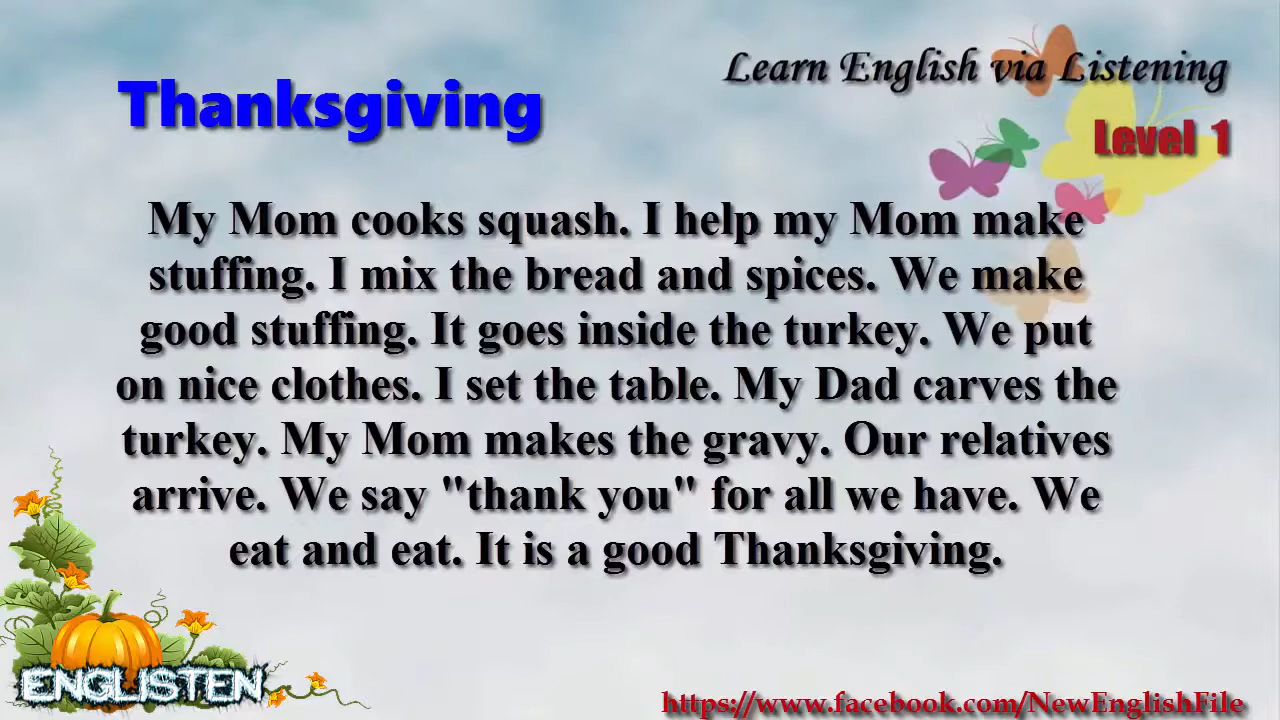 Learn English via Listening
Thanksgiving
Level 1
My Mom cooks squash. I help my Mom make
stuffing. I mix the bread and spices. We make
good stuffing. It goes inside the turkey. We put
on nice clothes. I set the table. My Dad carves the
turkey. My Mom makes the gravy. Our relatives
arrive. We say "thank you" for all we have. We
eat and eat. It is a good Thanksgiving.
ENGLISTEN
https://www.facebook.com/NewEnglishFile